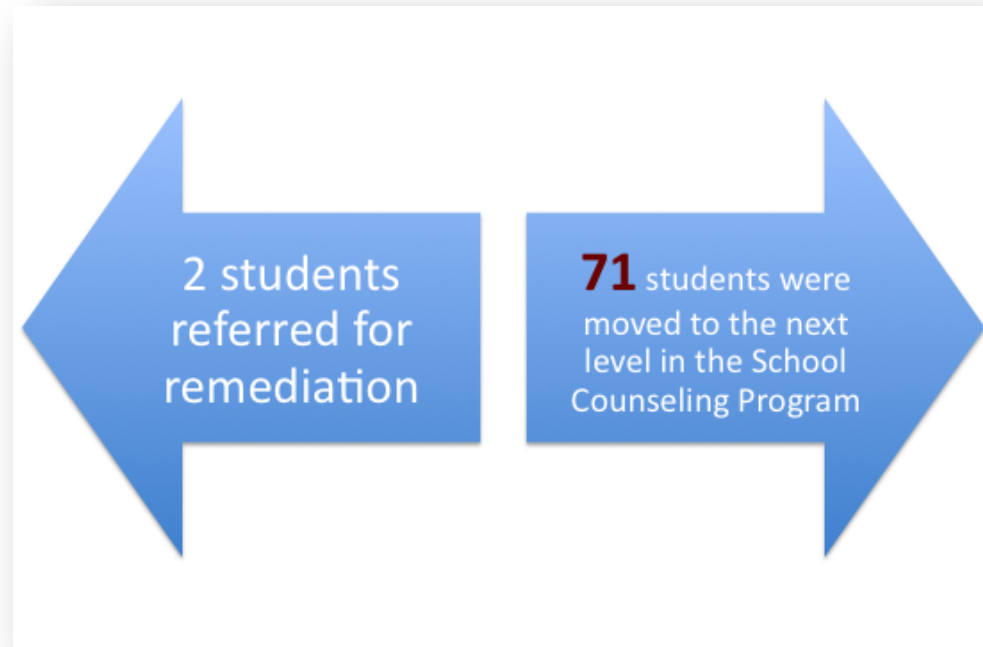 2 students
referred for
remediation
71 students were
moved to the next
level in the School
Counseling Program